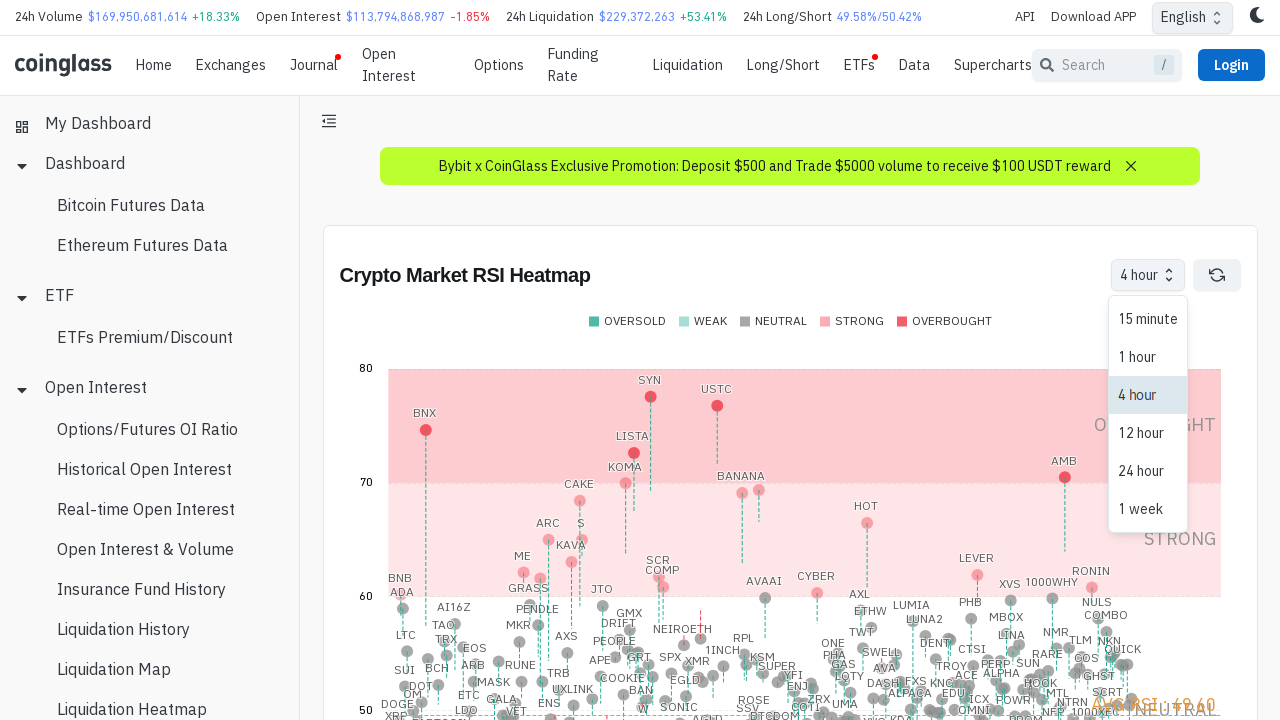 24h Volume $169,950,681,614 +18.33% Open Interest $113,794,868,987 -1.85% 24h Liquidation $229,372,263 +53.41% 24h Long/Short 49.58%/50.42% API Download APP English
coinglass Home Exchanges Journal Open Interest Options Funding Rate Liquidation Long/Short ETFs Data Supercharts Search / Login
My Dashboard
Dashboard
Bitcoin Futures Data
Ethereum Futures Data
ETF
ETFs Premium/Discount
Open Interest
Options/Futures OI Ratio
Historical Open Interest
Real-time Open Interest
Open Interest & Volume
Insurance Fund History
Liquidation History
Liquidation Map
Liquidation Heatmap
Bybit x CoinGlass Exclusive Promotion: Deposit $500 and Trade $5000 volume to receive $100 USDT reward
Crypto Market RSI Heatmap
4 hour
15 minute
1 hour
4 hour
12 hour
24 hour
1 week
OVERSOLD WEAK NEUTRAL STRONG OVERBOUGHT
80
SYN
USTC
BNX
LISTA
AMB
70
KOMA
BANANA
CAKE
HOT
ARC S
STRONG
KAVA
ME
SCR
LEVER
COMP
RONIN
BNB
CYBER
AVAAI
XVS 1000WHY
GRASS
JTO
ADA
60
AXL
NULS
PHB
AI16Z
PENDLE
LUMIA
ETHW
GMX
COMBO
MBOX
LUNA2
DRIFT
TAO
MKR
NEIROETH
TWT
NMR
LTC
AXS
LINA
TRX
PEOPLE
RPL
ONE
DENT
TLM
NKN
EOS
1INCH
CTSI
QUICK
SWELL
PHA
RARE
APE
GRT
SPX
KSM
COS
XMR
ARB
RUNE
SUPER
GAS
AVA
TROY
PERP
SUN
BCH
SUI
TRB
YFI
LOTY
ACE
ALPHA
GHST
COOKIE
EGLD
DOT
MASK
DASH
KNC
HOOK
ENJ
UXLINK
BAN
ALPACA
EDU
MTL
SCRT
ETC
GALA
ROSE
ZRX
ICX
POWR
NTRN
DOGE
ENS
SONIC
UMA
AVG RSI : 49.60
50
LDO
SSV
COTI
OMNI
NEUTRAL